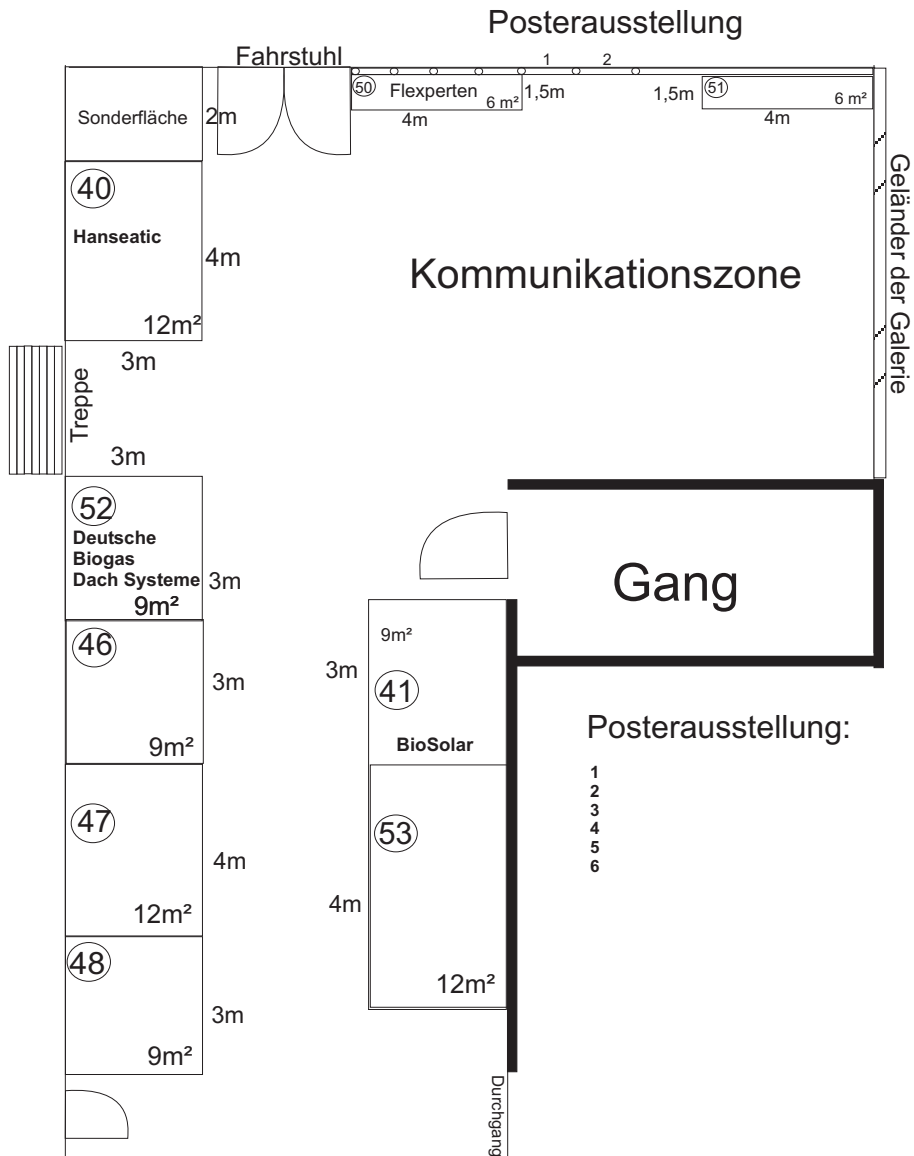 Posterausstellung
Fahrstuhl
1 2
50 Flexperten 6 m²
1,5m
4m
1,5m
51
6 m²
4m
Sonderfläche
2m
40
Hanseatic
4m
12m²
3m
Kommunikationszone
Geländer der Galerie
Treppe
3m
52
Deutsche
Biogas
Dach Systeme
9m²
3m
Gang
46
3m
9m²
9m²
3m
41
BioSolar
47
4m
12m²
53
4m
12m²
48
3m
9m²
Posterausstellung:
1
2
3
4
5
6
Durchgang